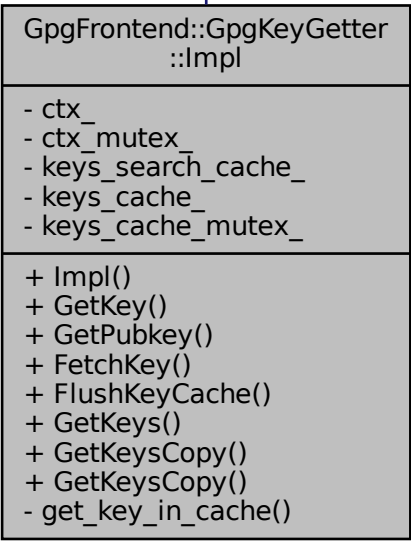 GpgFrontend::GpgKeyGetter
::Impl
- ctx_
- ctx_mutex_
- keys_search_cache_
- keys_cache_
- keys_cache_mutex_
+ Impl()
+ GetKey()
+ GetPubkey()
+ FetchKey()
+ FlushKeyCache()
+ GetKeys()
+ GetKeysCopy()
+ GetKeysCopy()
- get_key_in_cache()